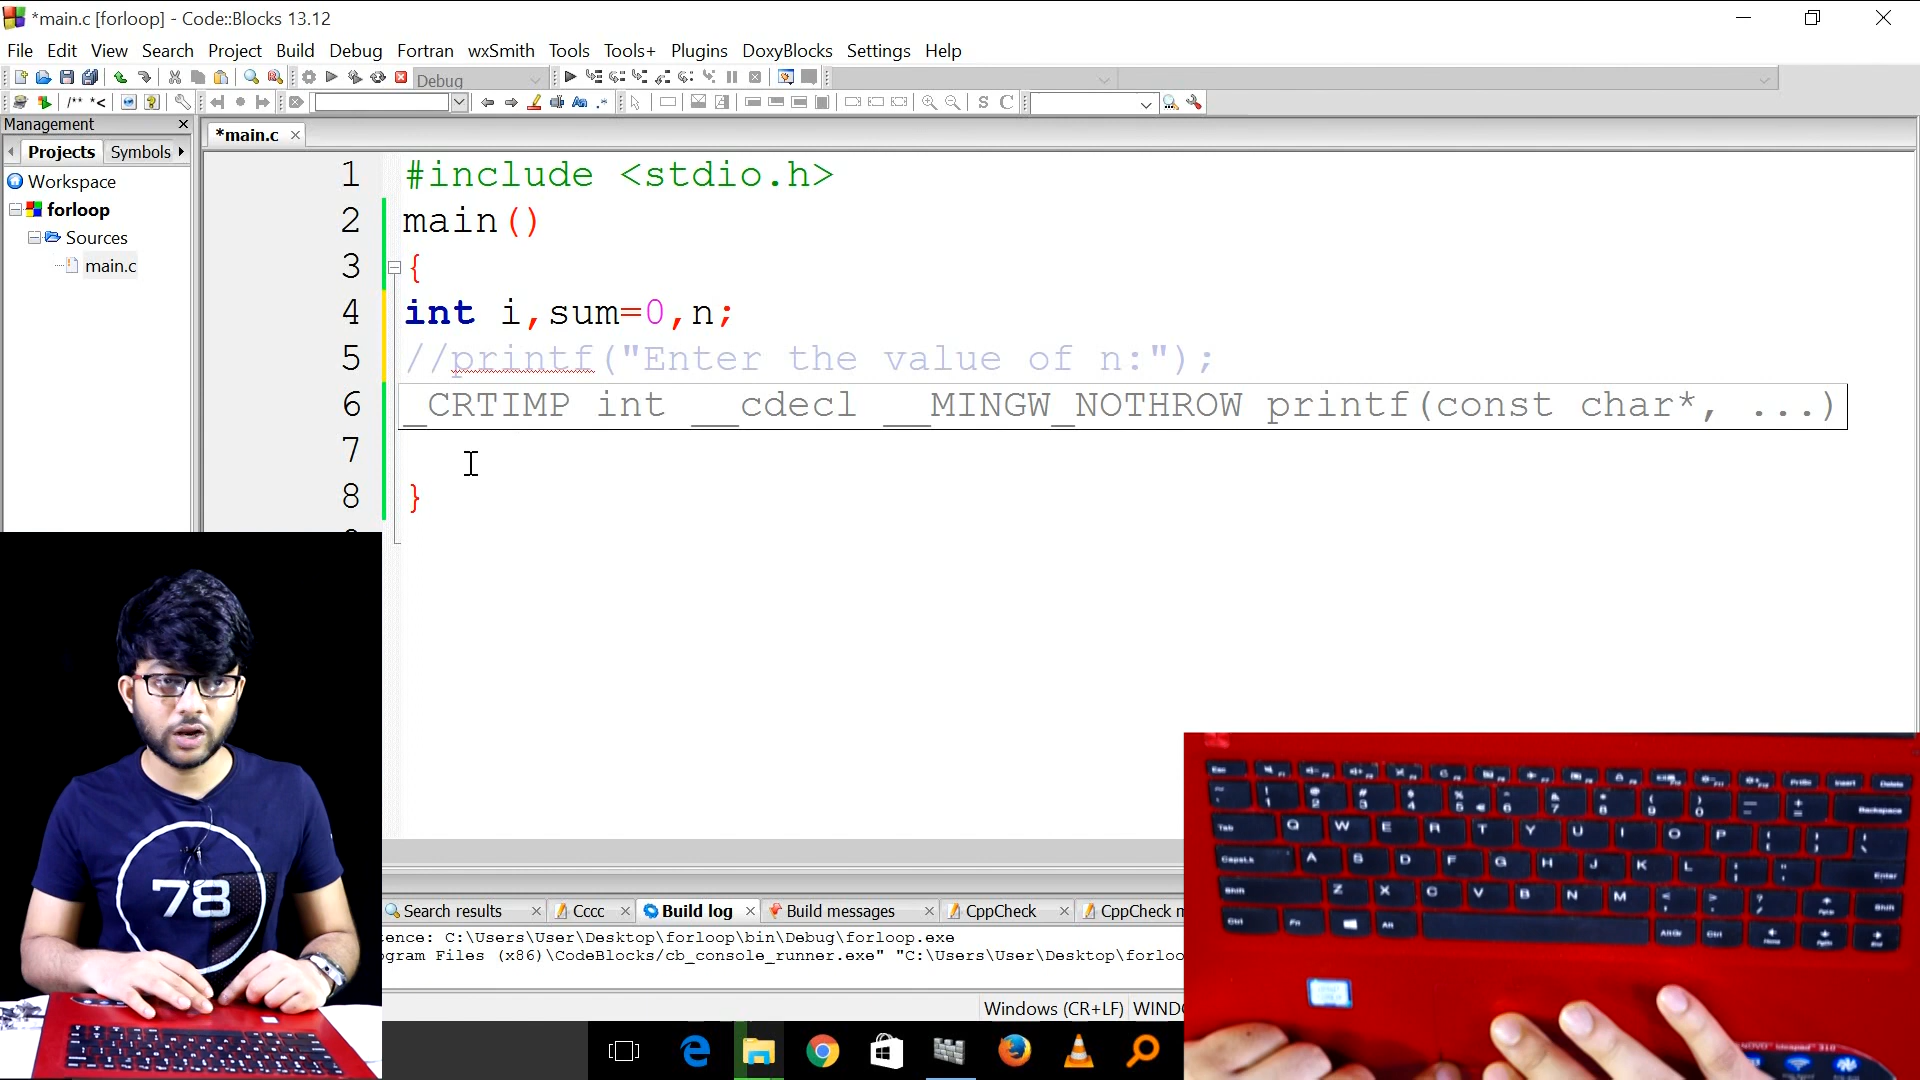 *main.c [forloop] - Code::Blocks 13.12
File Edit View Search Project Build Debug Fortran wxSmith Tools Tools+ Plugins DoxyBlocks Settings Help
Debug
/** *<
S C
Management
*main.c
Projects Symbols
Workspace
forloop
Sources
main.c
1 #include <stdio.h>
2 main()
3 {
4 int i,sum=0,n;
5 //printf("Enter the value of n:");
6 _CRTIMP int __cdecl __MINGW_NOTHROW printf(const char*, ...)
7
8 }
78
Search results Cccc Build log Build messages CppCheck CppCheck m
tence: C:\Users\User\Desktop\forloop\bin\Debug\forloop.exe
gram Files (x86)\CodeBlocks/cb_console_runner.exe" "C:\Users\User\Desktop\forloo
Windows (CR+LF) WIND
Q W E R T Y U I O P
A S D F G H J K L
Z X C V B N M